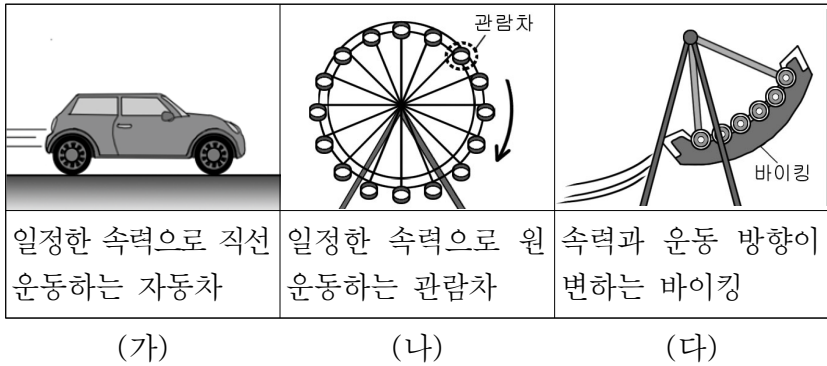 관람차
바이킹
일정한 속력으로 직선
운동하는 자동차
일정한 속력으로 원
운동하는 관람차
속력과 운동 방향이
변하는 바이킹
(가)
(나)
(다)